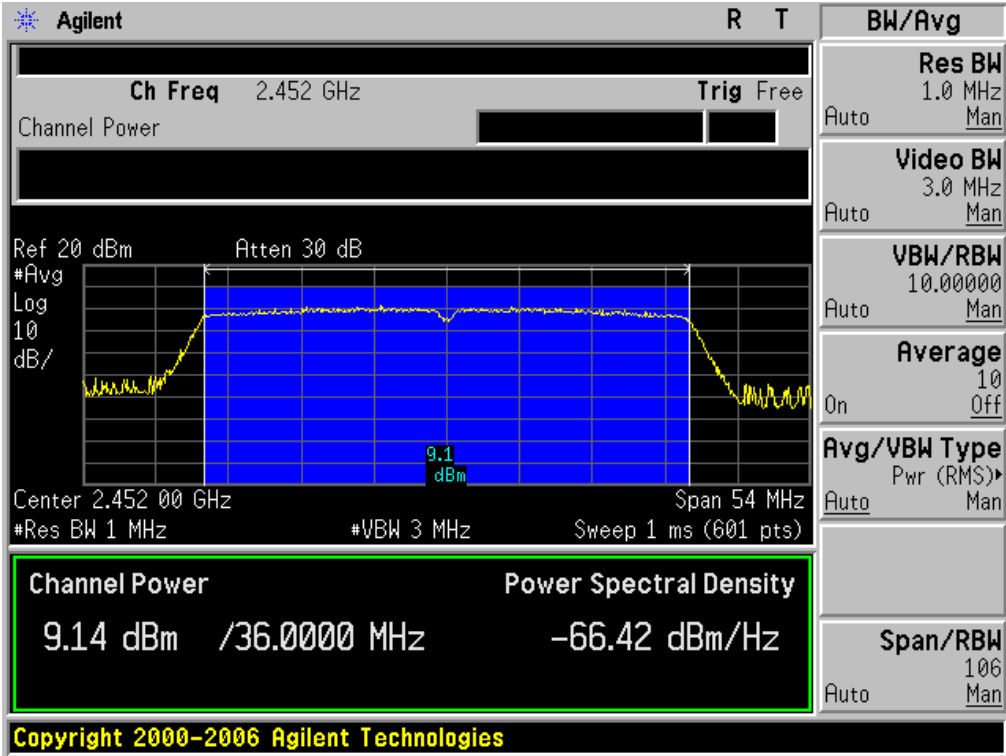 Agilent R T
Ch Freq 2.452 GHz Trig Free
Channel Power
Ref 20 dBm Atten 30 dB
#Avg
Log
10
dB/
9.1
dBm
Center 2.452 00 GHz Span 54 MHz
#Res BW 1 MHz #VBW 3 MHz Sweep 1 ms (601 pts)
Channel Power Power Spectral Density
9.14 dBm /36.0000 MHz -66.42 dBm/Hz
Copyright 2000-2006 Agilent Technologies
BW/Avg
Res BW
1.0 MHz
Auto Man
Video BW
3.0 MHz
Auto Man
VBW/RBW
10.00000
Auto Man
Average
10
On Off
Avg/VBW Type
Pwr (RMS)▸
Auto Man
Span/RBW
106
Auto Man